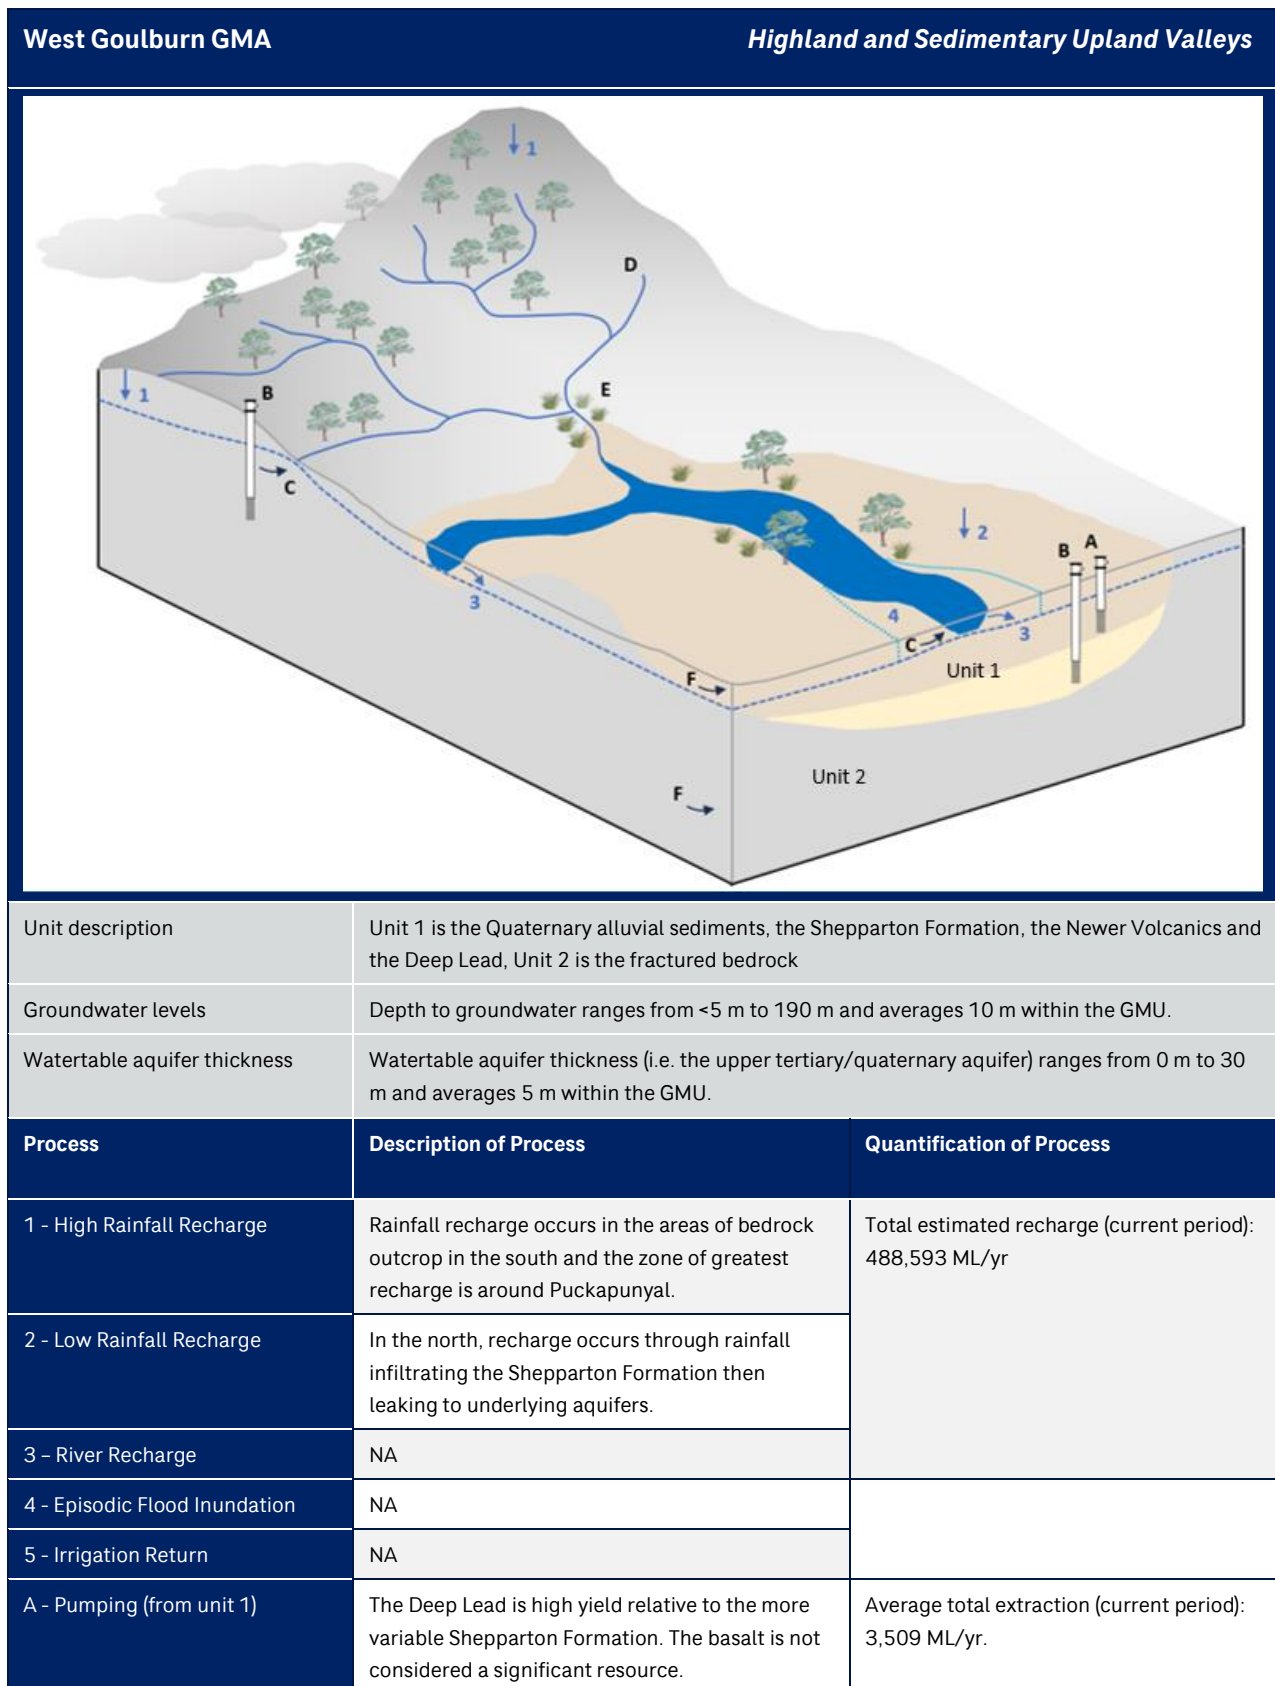 West Goulburn GMA
Highland and Sedimentary Upland Valleys
1
D
1
B
E
C
2
B
A
3
4
C
3
Unit 1
F
Unit 2
F
Unit description
Unit 1 is the Quaternary alluvial sediments, the Shepparton Formation, the Newer Volcanics and
the Deep Lead, Unit 2 is the fractured bedrock
Groundwater levels
Depth to groundwater ranges from <5 m to 190 m and averages 10 m within the GMU.
Watertable aquifer thickness
Watertable aquifer thickness (i.e. the upper tertiary/quaternary aquifer) ranges from 0 m to 30
m and averages 5 m within the GMU.
Process
Description of Process
Quantification of Process
1 - High Rainfall Recharge
Rainfall recharge occurs in the areas of bedrock
outcrop in the south and the zone of greatest
recharge is around Puckapunyal.
Total estimated recharge (current period):
488,593 ML/yr
2 - Low Rainfall Recharge
In the north, recharge occurs through rainfall
infiltrating the Shepparton Formation then
leaking to underlying aquifers.
3 – River Recharge
NA
4 - Episodic Flood Inundation
NA
5 - Irrigation Return
NA
A - Pumping (from unit 1)
The Deep Lead is high yield relative to the more
variable Shepparton Formation. The basalt is not
considered a significant resource.
Average total extraction (current period):
3,509 ML/yr.